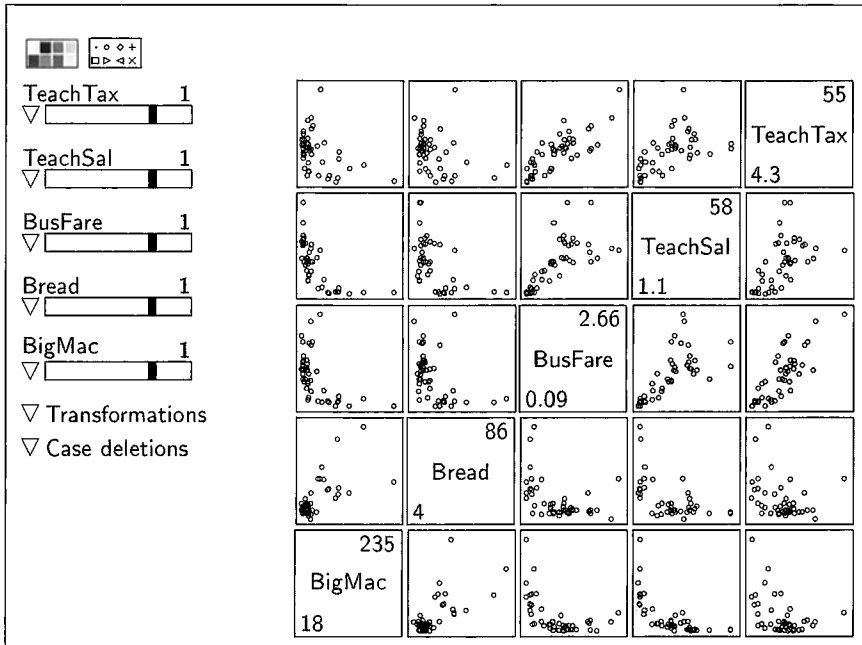 TeachTax 1
TeachSal 1
BusFare 1
Bread 1
BigMac 1
Transformations
Case deletions
55
TeachTax
4.3
58
TeachSal
1.1
2.66
BusFare
0.09
86
Bread
4
235
BigMac
18